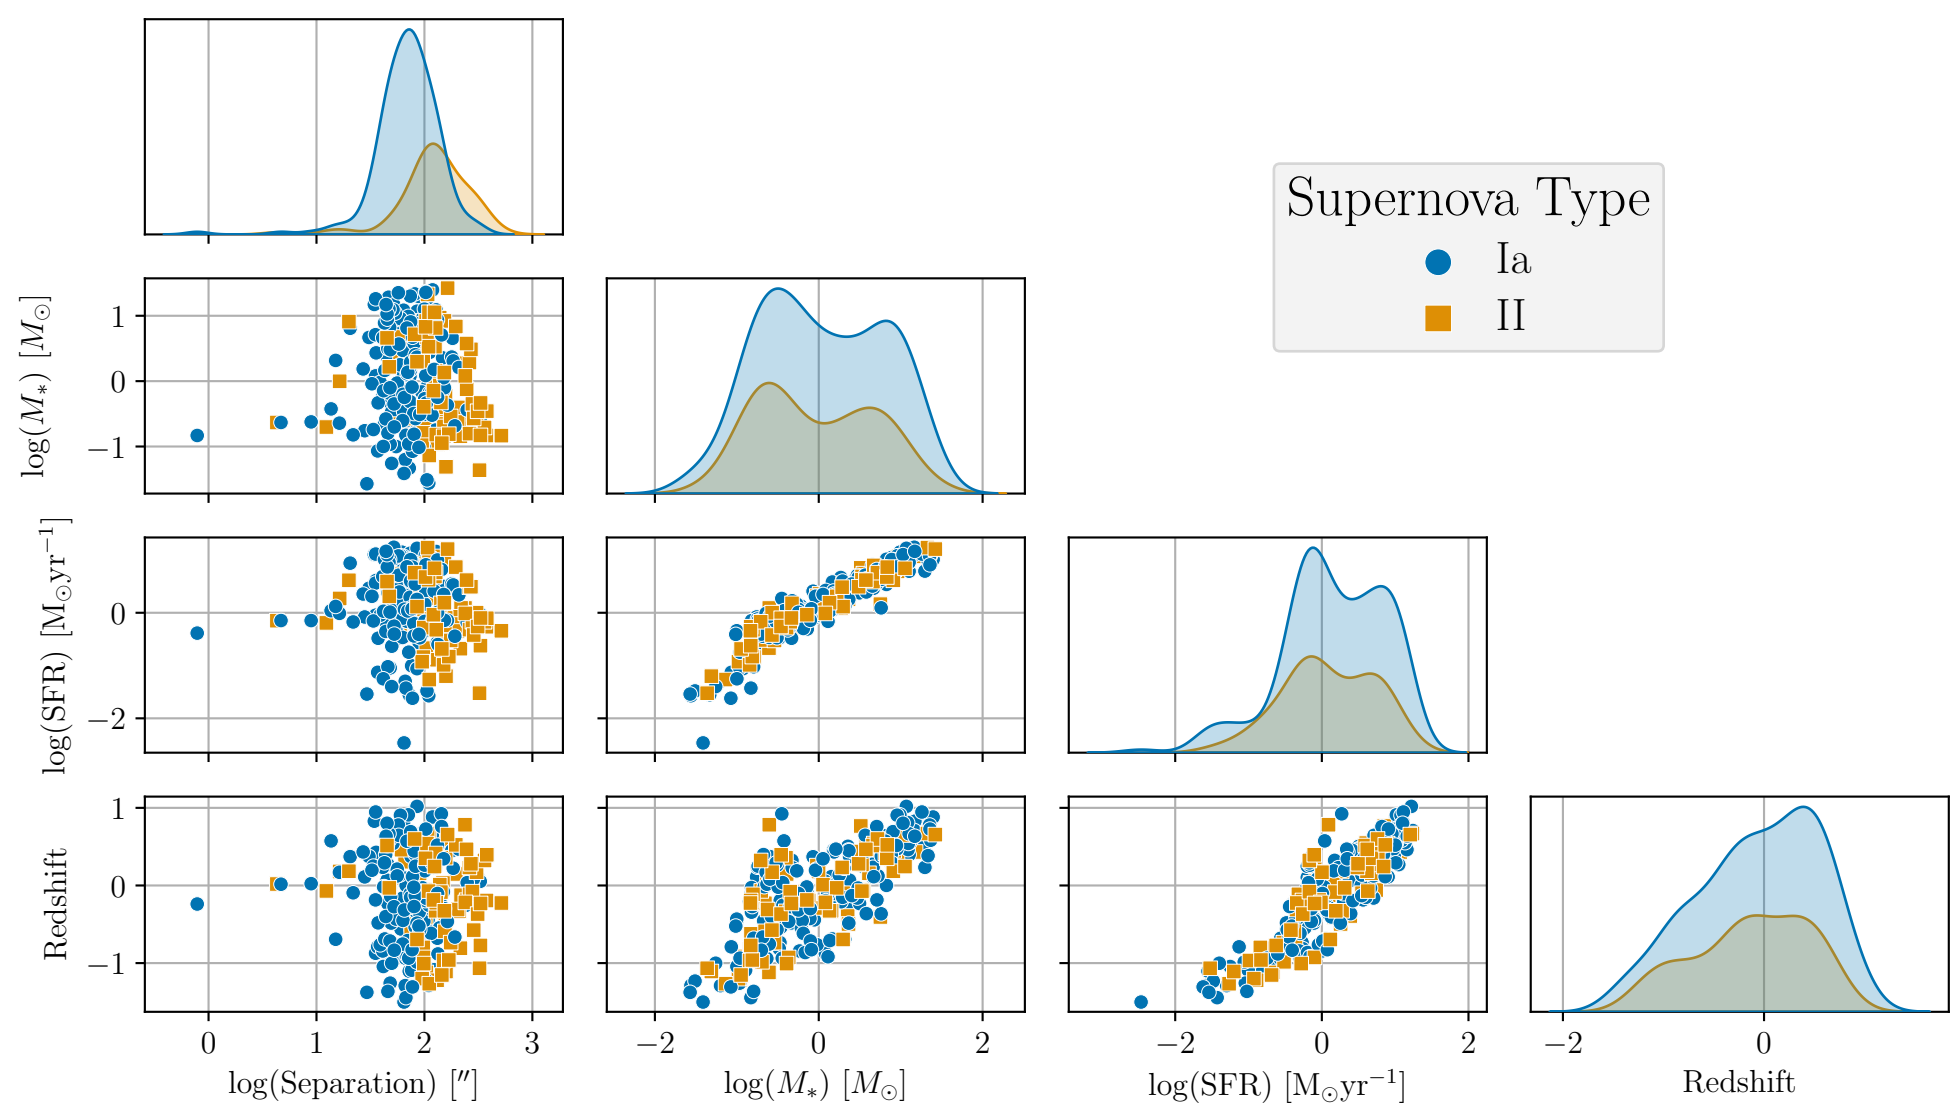 Supernova Type
Ia
II
log(M∗) [M⊙]
1
0
−1
log(SFR) [M⊙yr⁻¹]
0
−2
Redshift
1
0
−1
0 1 2 3
−2 0 2
−2 0 2
−2 0
log(Separation) [″]
log(M∗) [M⊙]
log(SFR) [M⊙yr⁻¹]
Redshift